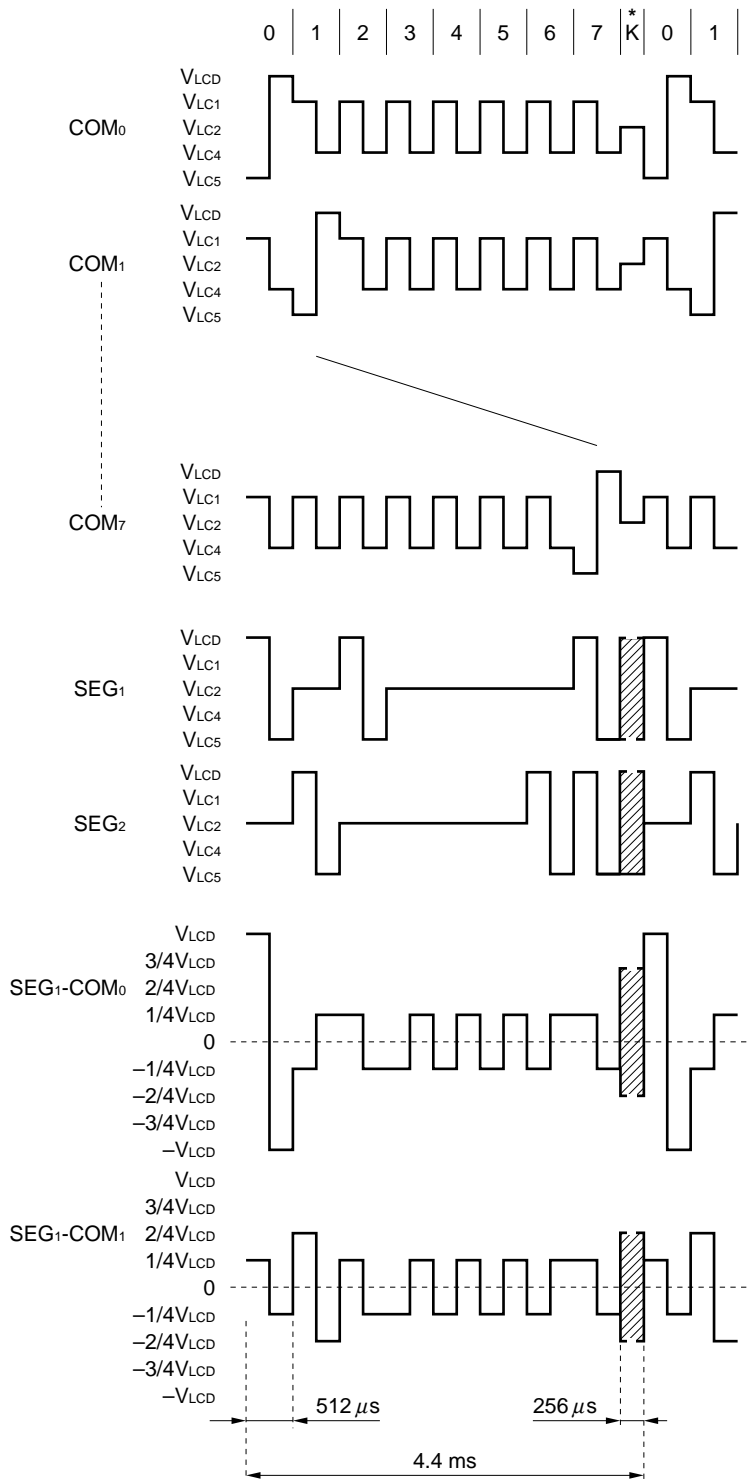 *
0 1 2 3 4 5 6 7 K 0 1
VLCD
VLC1
COM0 VLC2
VLC4
VLC5
VLCD
VLC1
COM1 VLC2
VLC4
VLC5
VLCD
VLC1
COM7 VLC2
VLC4
VLC5
VLCD
VLC1
SEG1 VLC2
VLC4
VLC5
VLCD
VLC1
SEG2 VLC2
VLC4
VLC5
VLCD
3/4VLCD
SEG1-COM0 2/4VLCD
1/4VLCD
0
–1/4VLCD
–2/4VLCD
–3/4VLCD
–VLCD
VLCD
3/4VLCD
SEG1-COM1 2/4VLCD
1/4VLCD
0
–1/4VLCD
–2/4VLCD
–3/4VLCD
–VLCD
512 μs 256 μs
4.4 ms